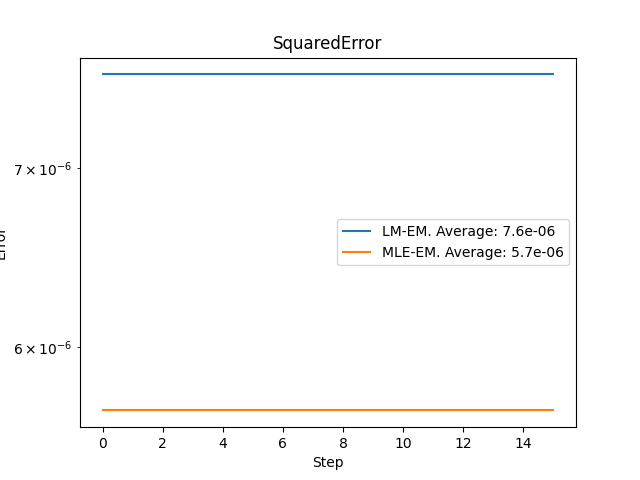 SquaredError
7 × 10⁻⁶
Error
LM-EM. Average: 7.6e-06
MLE-EM. Average: 5.7e-06
6 × 10⁻⁶
0 2 4 6 8 10 12 14
Step